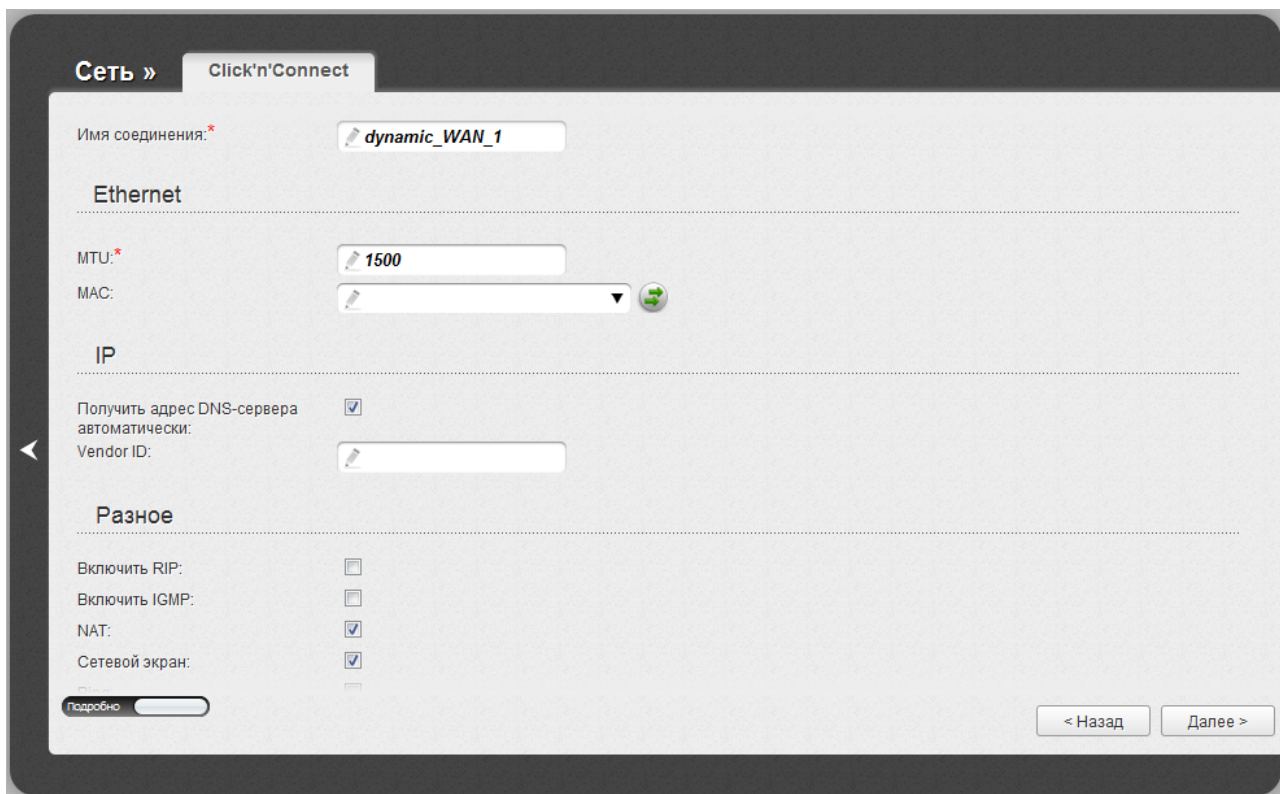 Сеть »
Click'n'Connect
Имя соединения:*
dynamic_WAN_1
Ethernet
MTU:*
1500
MAC:
IP
Получить адрес DNS-сервера
автоматически:
Vendor ID:
Разное
Включить RIP:
Включить IGMP:
NAT:
Сетевой экран:
Ping:
Подробно
< Назад
Далее >